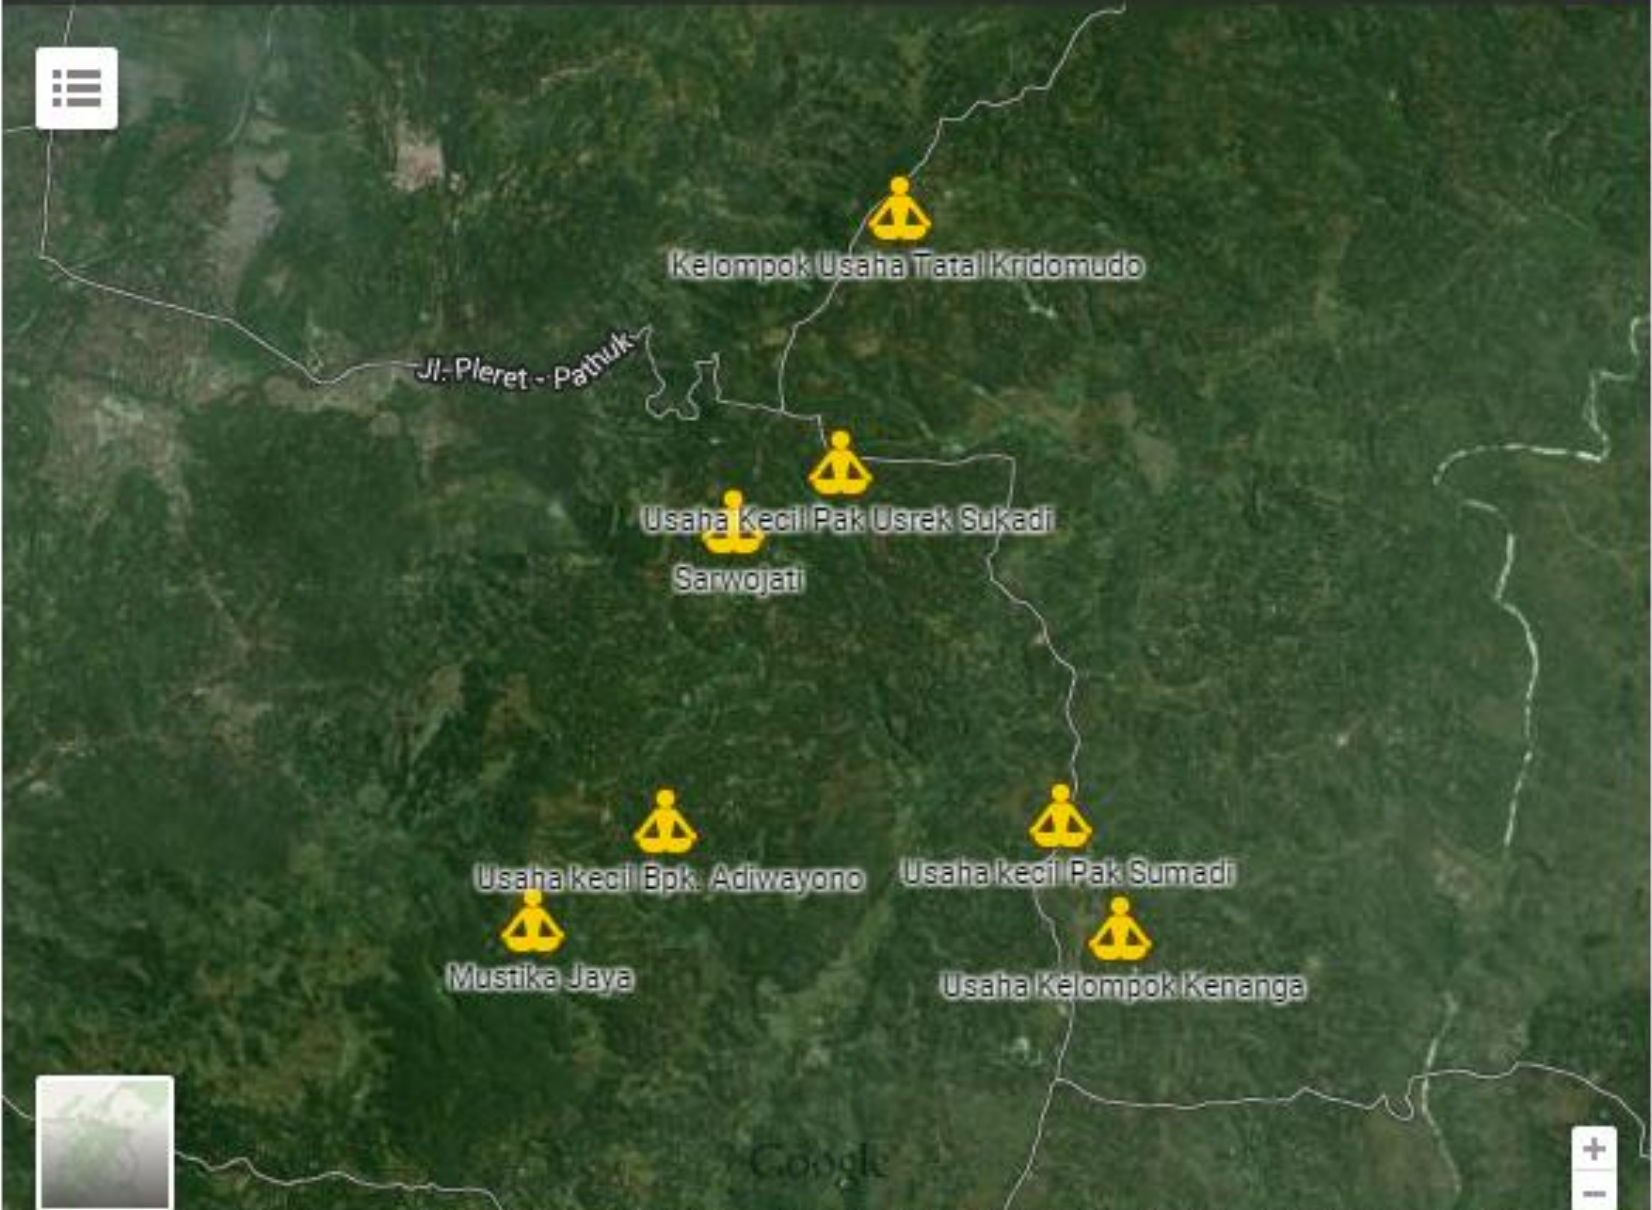 Kelompok Usaha Tatal Kridomudo
Jl. Pleret - Pathuk
Usaha Kecil Pak Usrek Sukadi
Sarwojati
Usaha kecil Bpk. Adiwayono
Usaha kecil Pak Sumadi
Mustika Jaya
Usaha Kelompok Kenanga
Google